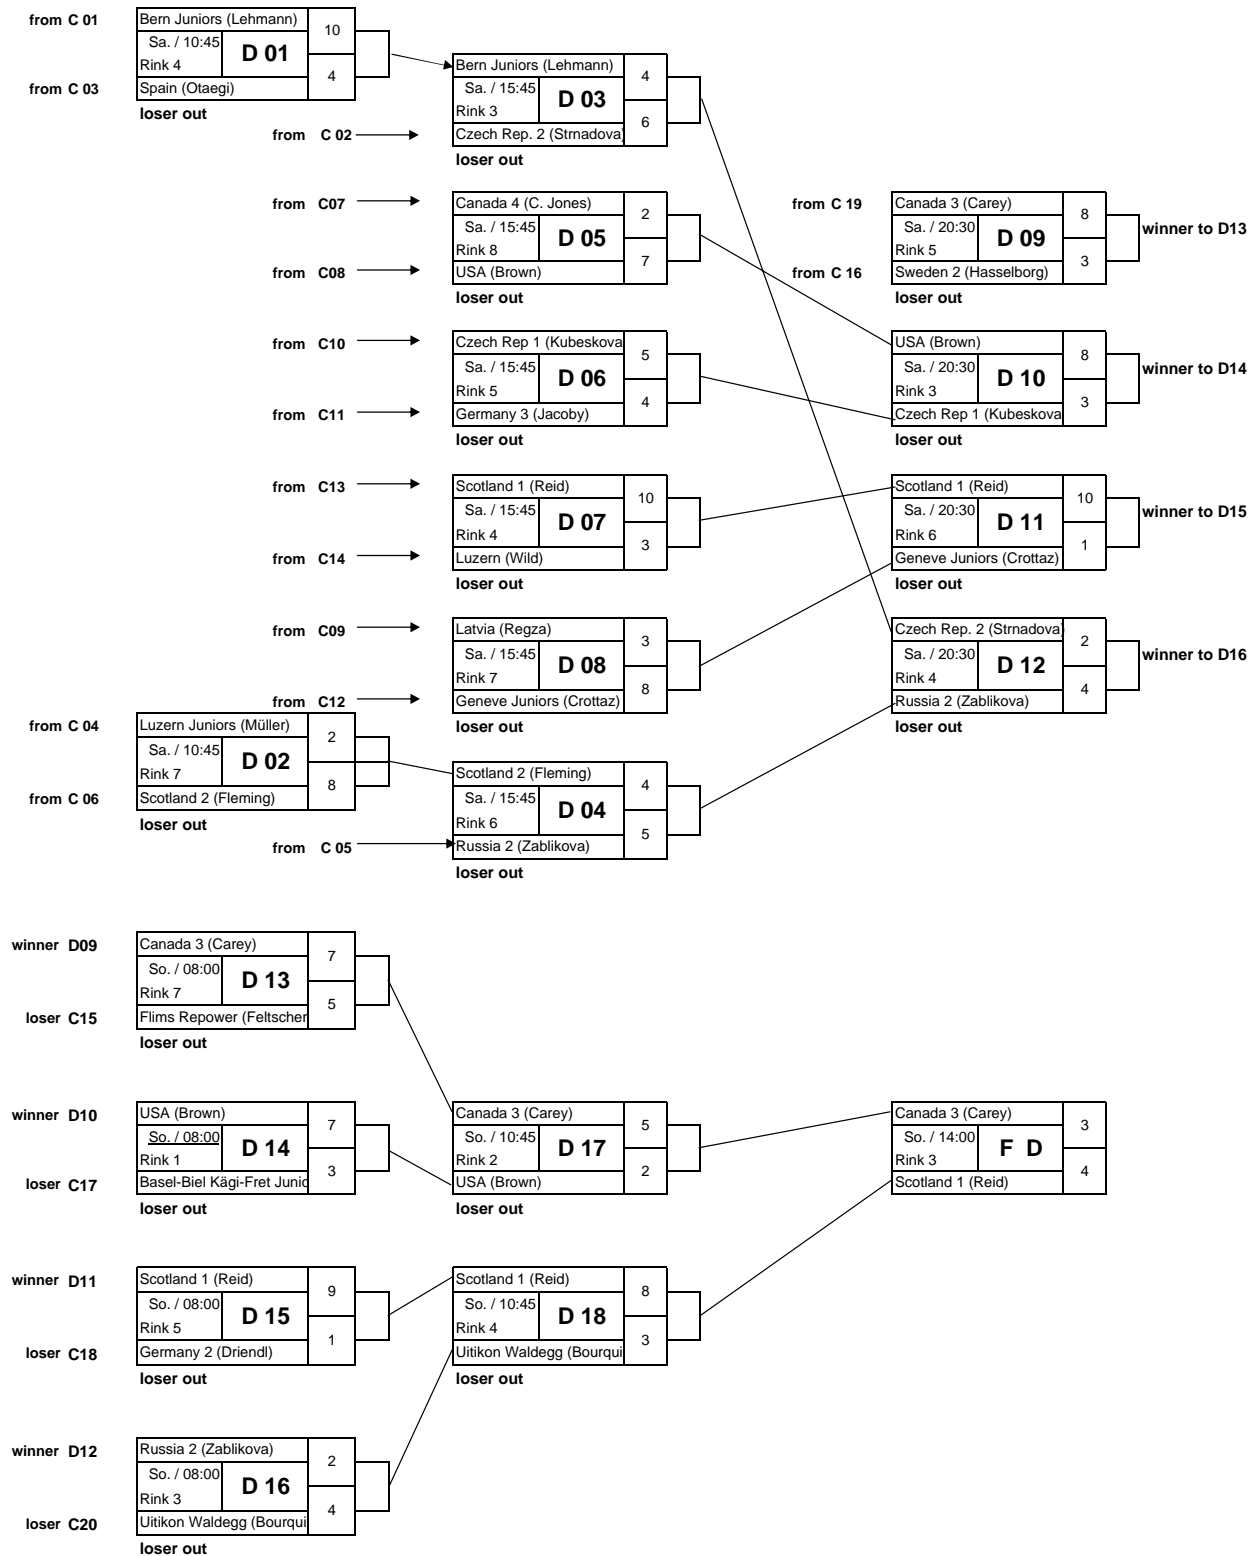 from C 01
Bern Juniors (Lehmann)
10
Sa. / 10:45
Rink 4
D 01
4
from C 03
Spain (Otaegi)
loser out
Bern Juniors (Lehmann)
4
Sa. / 15:45
Rink 3
D 03
6
from C 02
Czech Rep. 2 (Strnadova)
loser out
from C07
Canada 4 (C. Jones)
2
Sa. / 15:45
Rink 8
D 05
7
from C08
USA (Brown)
loser out
from C 19
Canada 3 (Carey)
8
Sa. / 20:30
Rink 5
D 09
3
winner to D13
from C 16
Sweden 2 (Hasselborg)
loser out
from C10
Czech Rep 1 (Kubeskova
5
Sa. / 15:45
Rink 5
D 06
4
from C11
Germany 3 (Jacoby)
loser out
USA (Brown)
8
Sa. / 20:30
Rink 3
D 10
3
winner to D14
Czech Rep 1 (Kubeskova
loser out
from C13
Scotland 1 (Reid)
10
Sa. / 15:45
Rink 4
D 07
3
from C14
Luzern (Wild)
loser out
Scotland 1 (Reid)
10
Sa. / 20:30
Rink 6
D 11
1
winner to D15
Geneve Juniors (Crottaz)
loser out
from C09
Latvia (Regza)
3
Sa. / 15:45
Rink 7
D 08
8
from C12
Geneve Juniors (Crottaz)
loser out
Czech Rep. 2 (Strnadova)
2
Sa. / 20:30
Rink 4
D 12
4
winner to D16
Russia 2 (Zablikova)
loser out
from C 04
Luzern Juniors (Müller)
2
Sa. / 10:45
Rink 7
D 02
8
from C 06
Scotland 2 (Fleming)
loser out
Scotland 2 (Fleming)
4
Sa. / 15:45
Rink 6
D 04
5
from C 05
Russia 2 (Zablikova)
loser out
winner D09
Canada 3 (Carey)
7
So. / 08:00
Rink 7
D 13
5
loser C15
Flims Repower (Feltscher
loser out
winner D10
USA (Brown)
7
So. / 08:00
Rink 1
D 14
3
loser C17
Basel-Biel Kägi-Fret Junio
loser out
Canada 3 (Carey)
5
So. / 10:45
Rink 2
D 17
2
USA (Brown)
loser out
Canada 3 (Carey)
3
So. / 14:00
Rink 3
F D
4
Scotland 1 (Reid)
winner D11
Scotland 1 (Reid)
9
So. / 08:00
Rink 5
D 15
1
loser C18
Germany 2 (Driendl)
loser out
Scotland 1 (Reid)
8
So. / 10:45
Rink 4
D 18
3
Uitikon Waldegg (Bourqui
loser out
winner D12
Russia 2 (Zablikova)
2
So. / 08:00
Rink 3
D 16
4
loser C20
Uitikon Waldegg (Bourqui
loser out